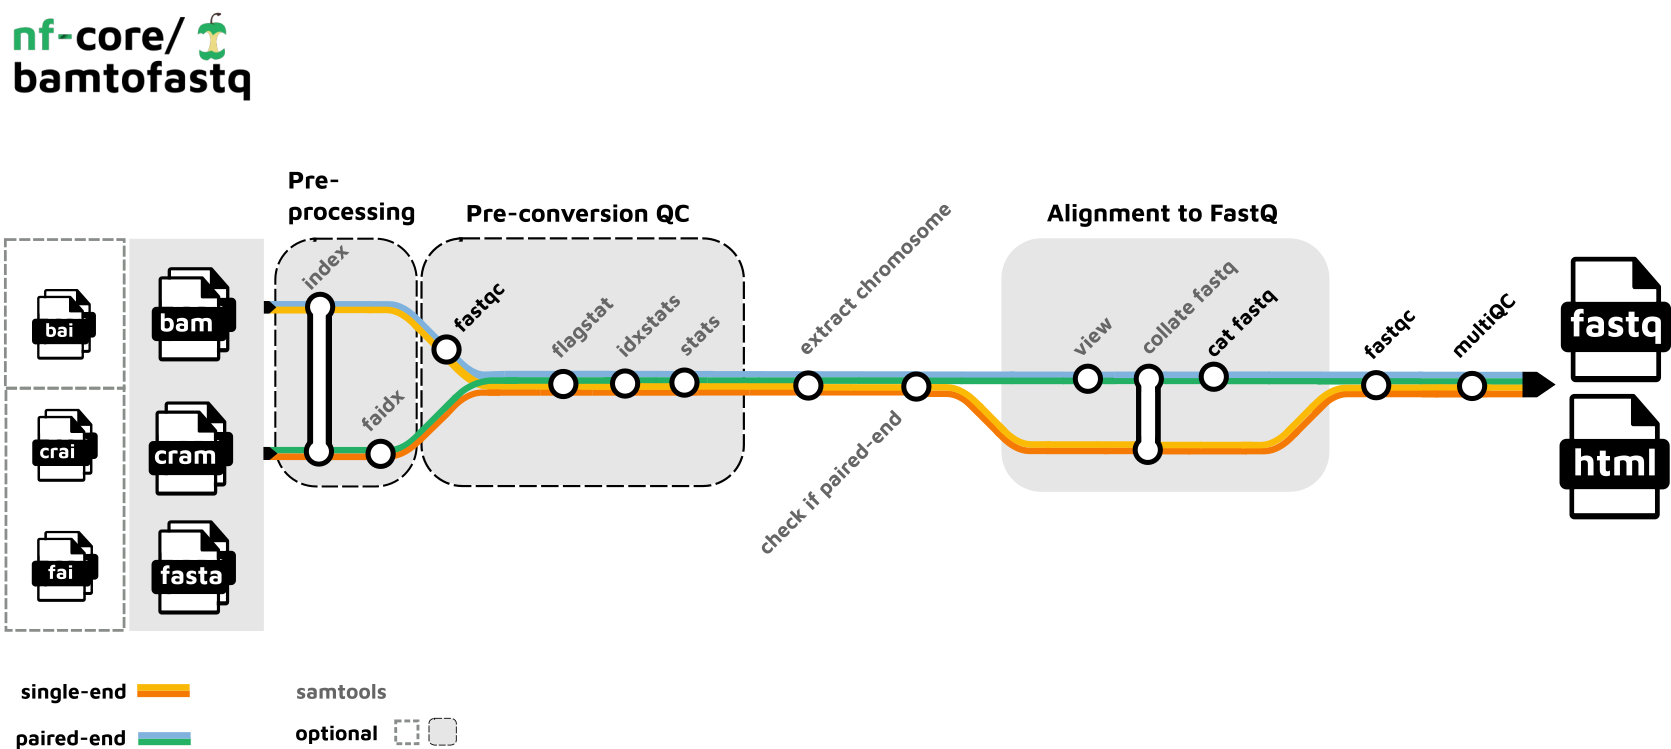 nf-core/
bamtofastq
Pre-
processing
Pre-conversion QC
Alignment to FastQ
index
faidx
fastqc
flagstat
idxstats
stats
extract chromosome
check if paired-end
view
collate fastq
cat fastq
fastqc
multiQC
bai
bam
crai
cram
fai
fasta
fastq
html
single-end
paired-end
samtools
optional